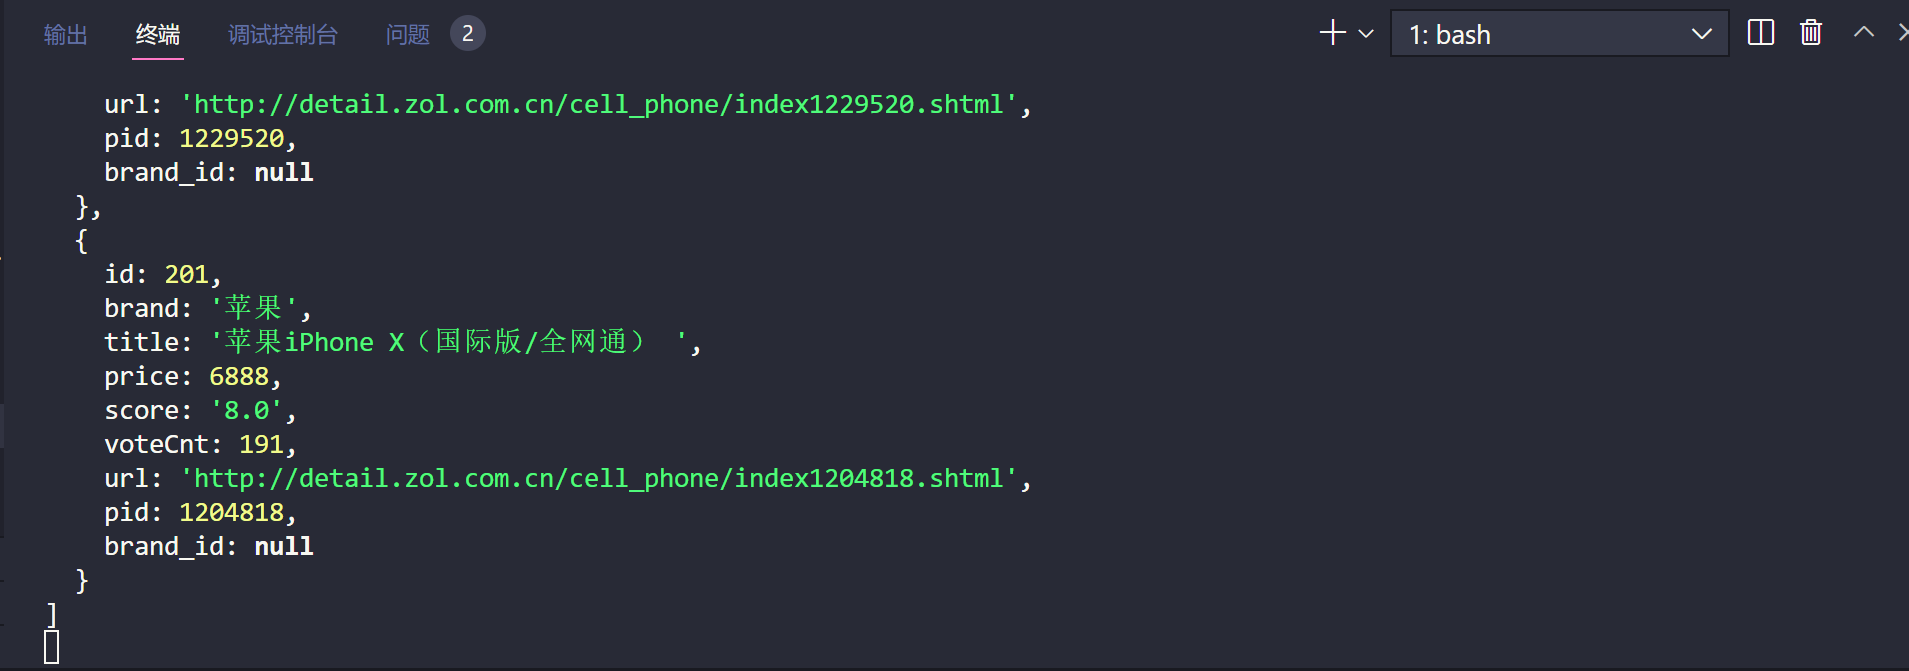 输出 终端 调试控制台 问题 2 1: bash
url: 'http://detail.zol.com.cn/cell_phone/index1229520.shtml',
pid: 1229520,
brand_id: null
},
{
id: 201,
brand: '苹果',
title: '苹果iPhone X（国际版/全网通） ',
price: 6888,
score: '8.0',
voteCnt: 191,
url: 'http://detail.zol.com.cn/cell_phone/index1204818.shtml',
pid: 1204818,
brand_id: null
}
]